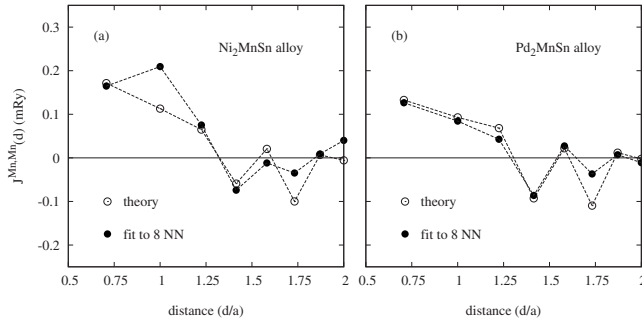 (a)
Ni₂MnSn alloy
(b)
Pd₂MnSn alloy
J^Mn,Mn(d) (mRy)
0.3
0.2
0.1
0
-0.1
-0.2
theory
fit to 8 NN
theory
fit to 8 NN
0.5 0.75 1 1.25 1.5 1.75 2
0.5 0.75 1 1.25 1.5 1.75 2
distance (d/a)
distance (d/a)